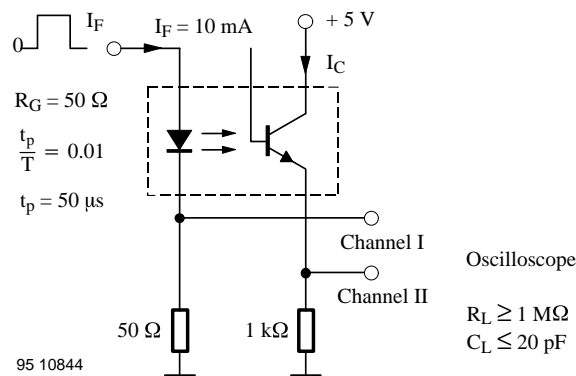 0
I_F
I_F = 10 mA
+ 5 V
I_C
R_G = 50 Ω
t_p
T
= 0.01
t_p = 50 μs
Channel I
Channel II
Oscilloscope
R_L ≥ 1 MΩ
C_L ≤ 20 pF
50 Ω
1 kΩ
95 10844